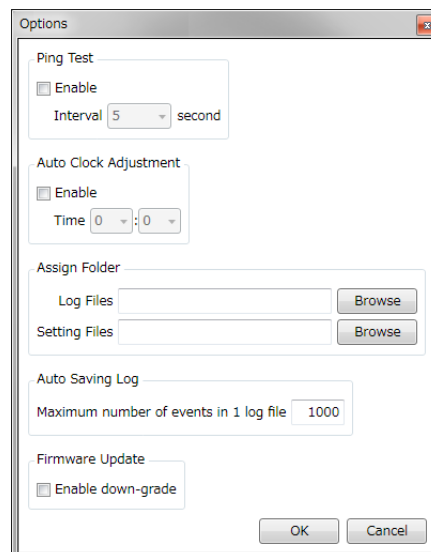 Options
Ping Test
Enable
Interval 5 second
Auto Clock Adjustment
Enable
Time 0 : 0
Assign Folder
Log Files Browse
Setting Files Browse
Auto Saving Log
Maximum number of events in 1 log file 1000
Firmware Update
Enable down-grade
OK Cancel